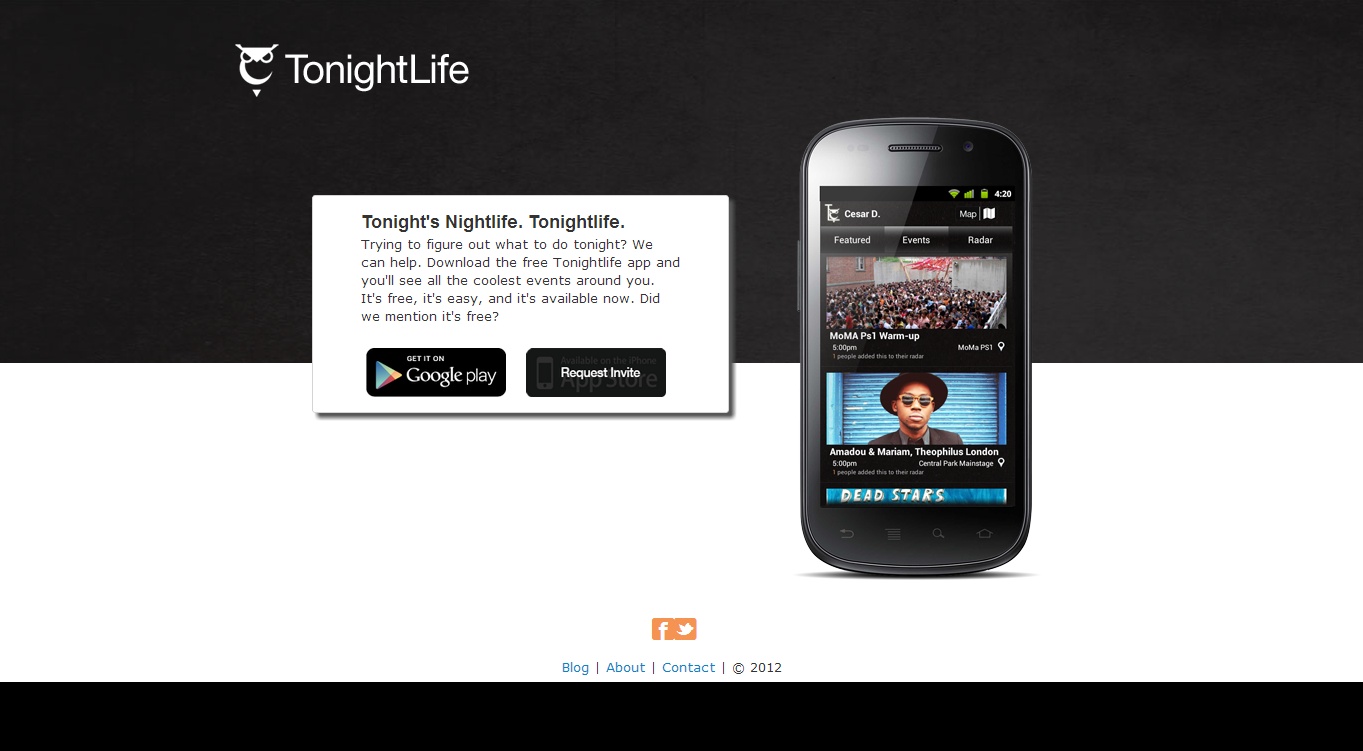 TonightLife
Tonight's Nightlife. Tonightlife.
Trying to figure out what to do tonight? We
can help. Download the free Tonightlife app and
you'll see all the coolest events around you.
It's free, it's easy, and it's available now. Did
we mention it's free?
GET IT ON
Google play
Available on the iPhone
App Store
Request Invite
4:20
Cesar D.
Map
Featured Events Radar
MoMA Ps1 Warm-up
5:00pm MoMa PS1
1 people added this to their radar
Amadou & Mariam, Theophilus London
5:00pm Central Park Mainstage
1 people added this to their radar
DEAD STARS
Blog | About | Contact | © 2012